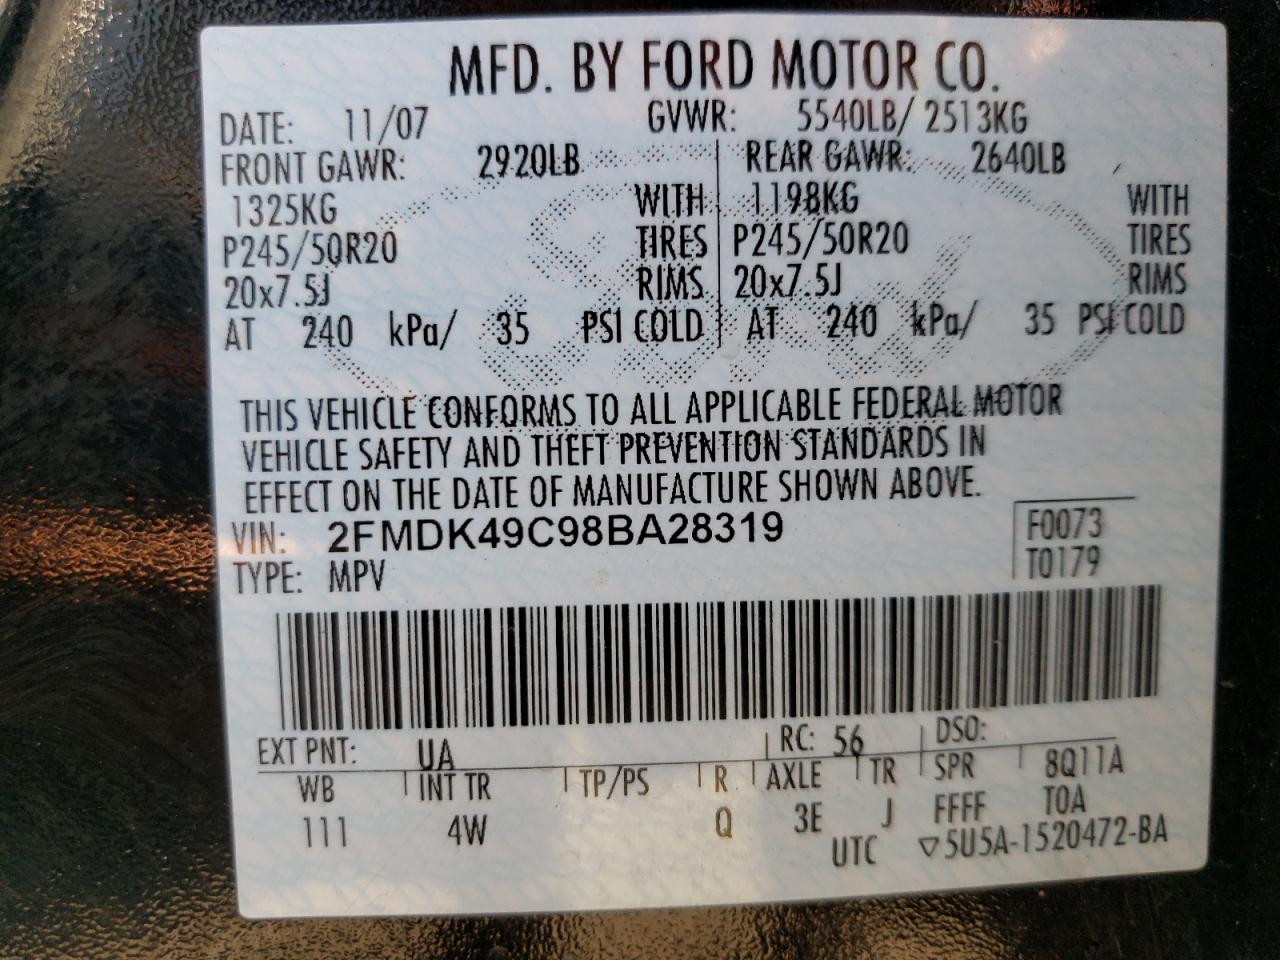 MFD. BY FORD MOTOR CO.
DATE: 11/07 GVWR: 5540LB/ 2513KG
FRONT GAWR: 2920LB REAR GAWR: 2640LB
1325KG WITH 1198KG WITH
P245/50R20 TIRES P245/50R20 TIRES
20x7.5J RIMS 20x7.5J RIMS
AT 240 kPa/ 35 PSI COLD AT 240 kPa/ 35 PSI COLD
THIS VEHICLE CONFORMS TO ALL APPLICABLE FEDERAL MOTOR
VEHICLE SAFETY AND THEFT PREVENTION STANDARDS IN
EFFECT ON THE DATE OF MANUFACTURE SHOWN ABOVE.
VIN: 2FMDK49C98BA28319 F0073
TYPE: MPV T0179
EXT PNT: UA RC: 56 DSO:
WB INT TR TP/PS R AXLE TR SPR 8Q11A
111 4W Q 3E J FFFF T0A
UTC ▽5U5A-1520472-BA